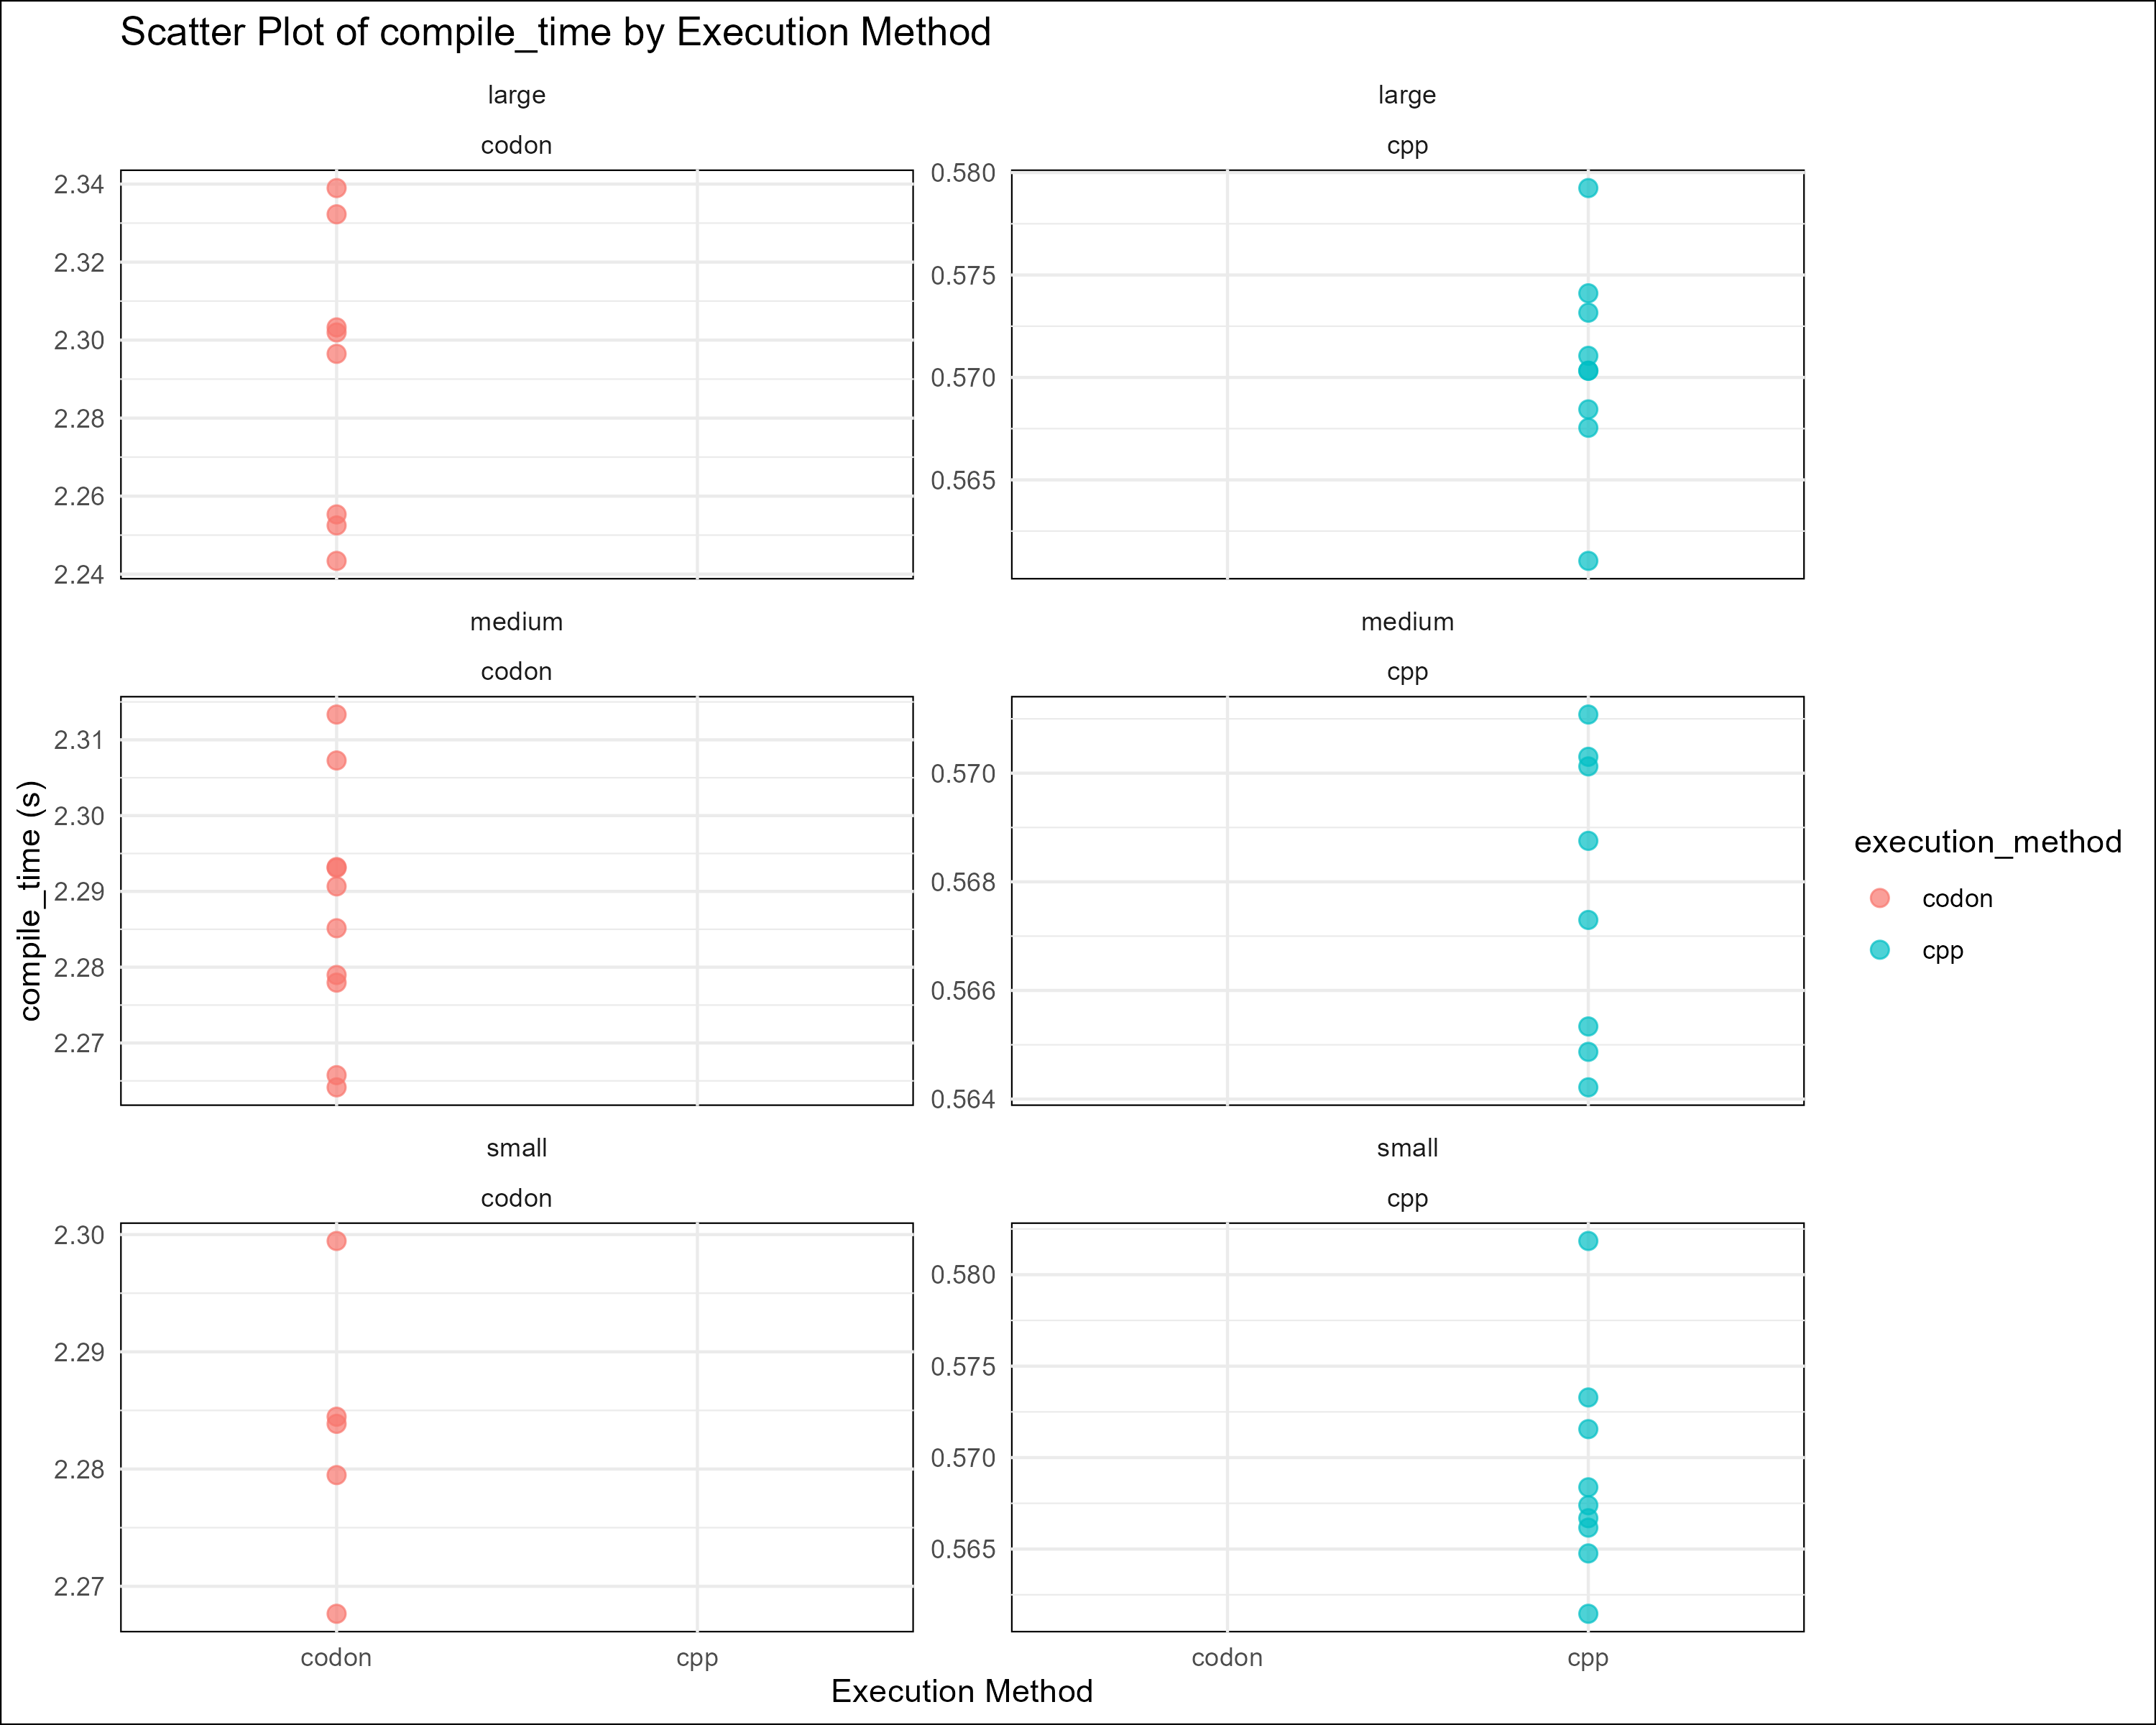 Scatter Plot of compile_time by Execution Method
large
codon
2.34
2.32
2.30
2.28
2.26
2.24
large
cpp
0.580
0.575
0.570
0.565
medium
codon
2.31
2.30
2.29
2.28
2.27
medium
cpp
0.570
0.568
0.566
0.564
small
codon
2.30
2.29
2.28
2.27
small
cpp
0.580
0.575
0.570
0.565
codon
cpp
codon
cpp
compile_time (s)
Execution Method
execution_method
codon
cpp